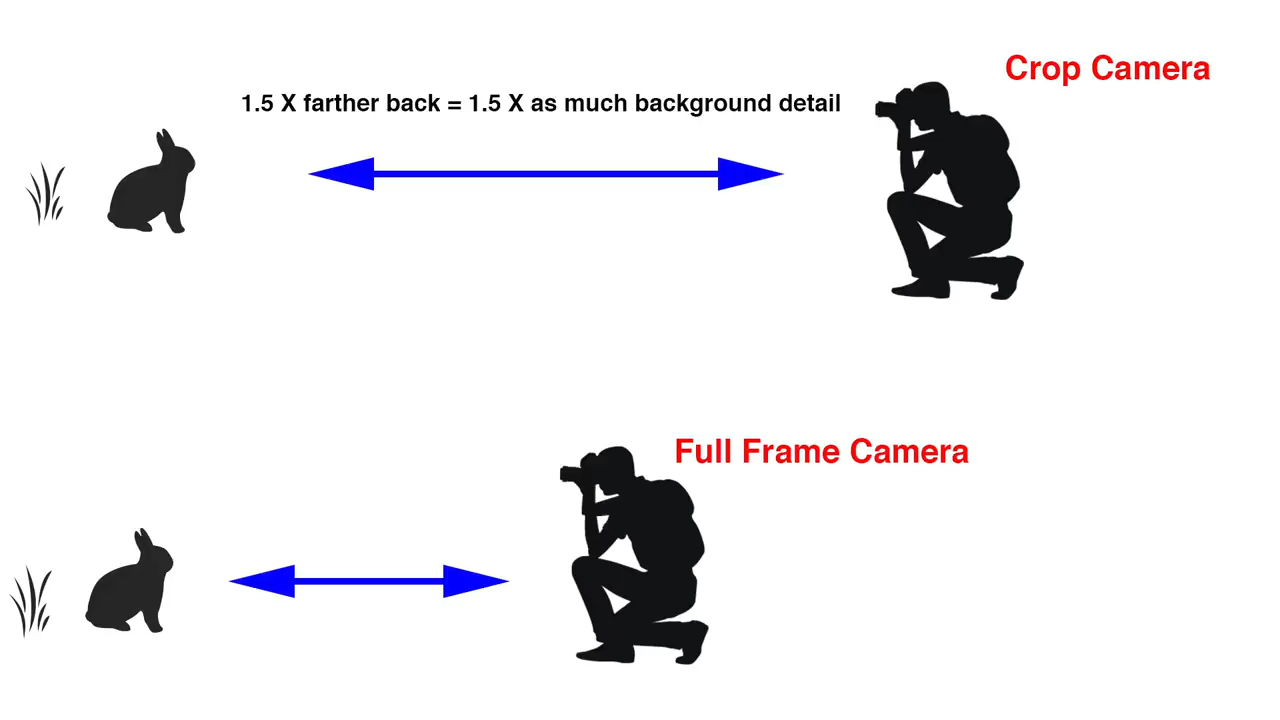 Crop Camera
1.5 X farther back = 1.5 X as much background detail
Full Frame Camera